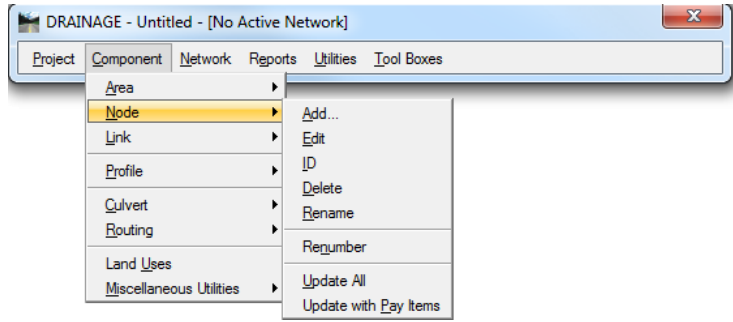 DRAINAGE - Untitled - [No Active Network]
Project Component Network Reports Utilities Tool Boxes
Area
Node
Link
Profile
Culvert
Routing
Land Uses
Miscellaneous Utilities
Add...
Edit
ID
Delete
Rename
Renumber
Update All
Update with Pay Items